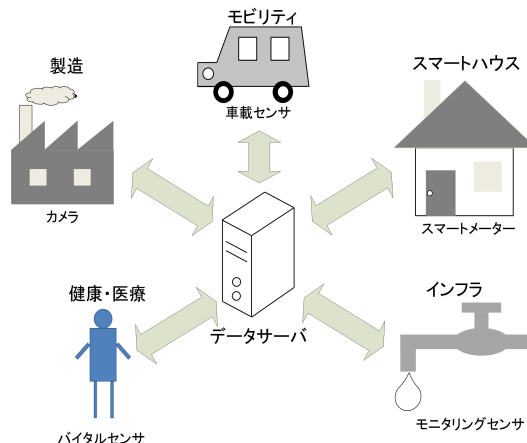 モビリティ
車載センサ
製造
カメラ
スマートハウス
スマートメーター
データサーバ
健康・医療
バイタルセンサ
インフラ
モニタリングセンサ